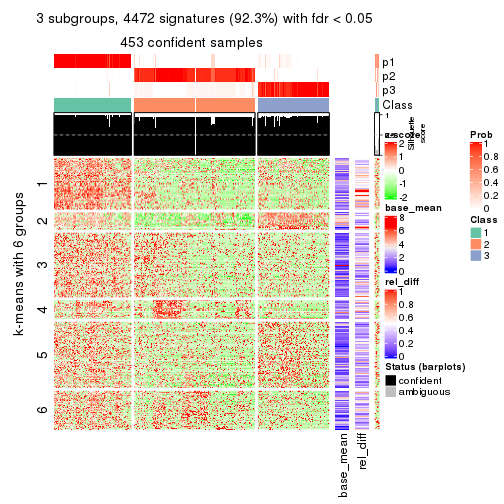 3 subgroups, 4472 signatures (92.3%) with fdr < 0.05
453 confident samples
p1
p2
p3
Class
1
Silhouette
score
z-score
2
1
0
-1
-2
base_mean
8
6
4
2
0
rel_diff
1
0.8
0.6
0.4
0.2
0
Status (barplots)
confident
ambiguous
Prob
1
0.8
0.6
0.4
0.2
0
Class
1
2
3
k-means with 6 groups
1
2
3
4
5
6
base_mean
rel_diff